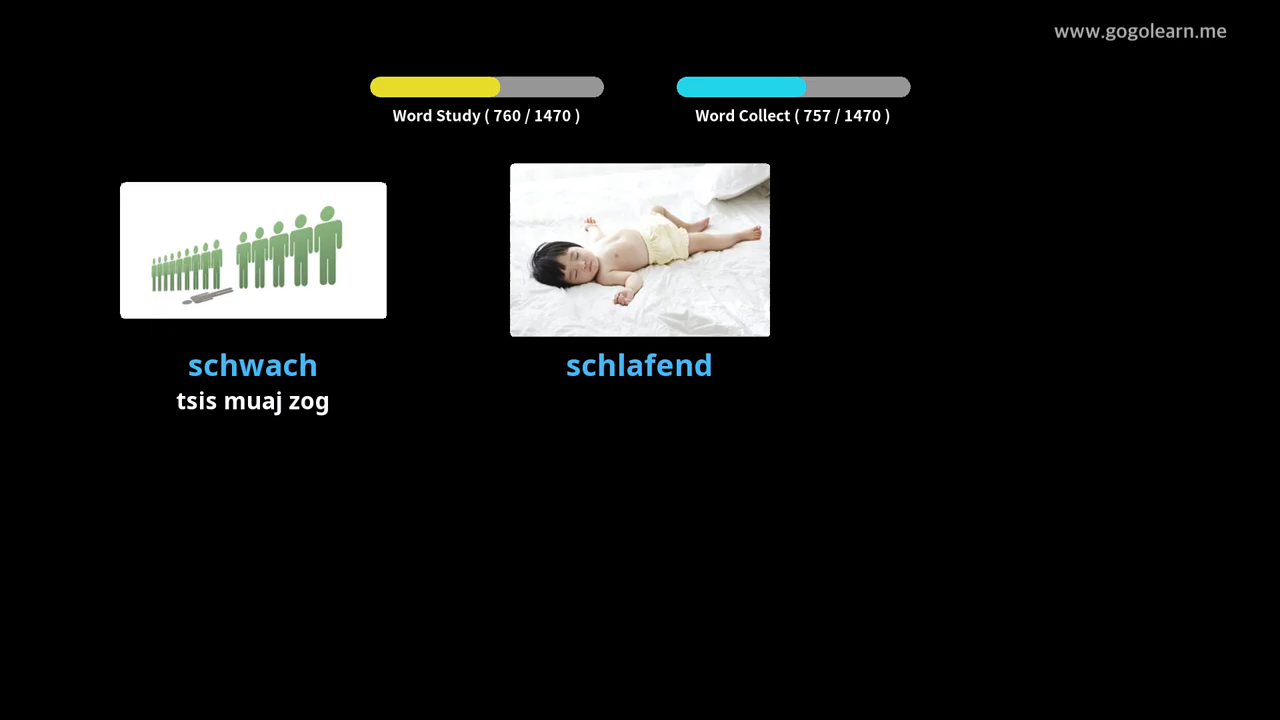 www.gogolearn.me
Word Study ( 760 / 1470 )
Word Collect ( 757 / 1470 )
schwach
tsis muaj zog
schlafend